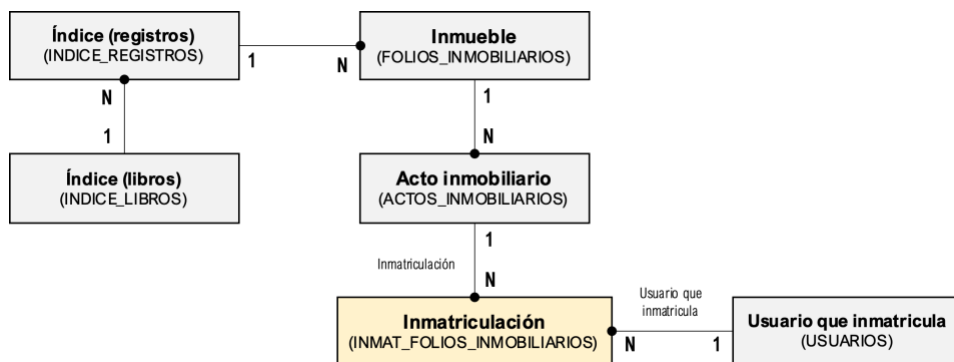 Índice (registros)
(INDICE_REGISTROS)
1
N
Inmueble
(FOLIOS_INMOBILIARIOS)
N
1
1
N
Índice (libros)
(INDICE_LIBROS)
Acto inmobiliario
(ACTOS_INMOBILIARIOS)
1
Inmatriculación
N
Inmatriculación
(INMAT_FOLIOS_INMOBILIARIOS)
Usuario que
inmatricula
N
1
Usuario que inmatricula
(USUARIOS)